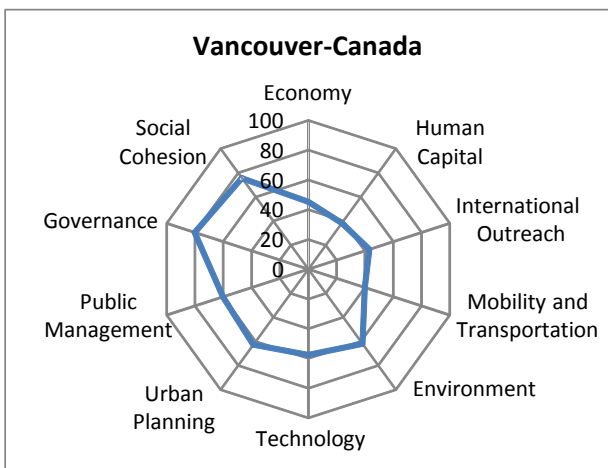 Vancouver-Canada
Economy
Human
Capital
International
Outreach
Mobility and
Transportation
Environment
Technology
Urban
Planning
Public
Management
Governance
Social
Cohesion
100
80
60
40
20
0